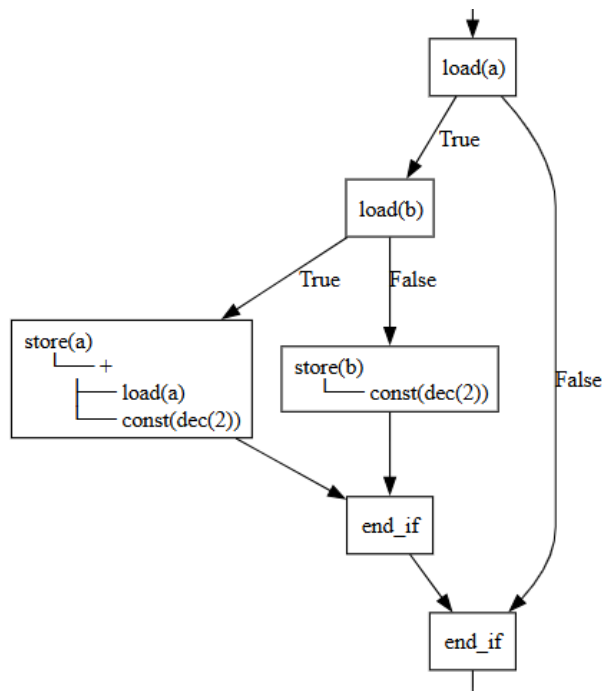 load(a)
True
load(b)
True
False
store(a)
+
load(a)
const(dec(2))
store(b)
const(dec(2))
False
end_if
end_if